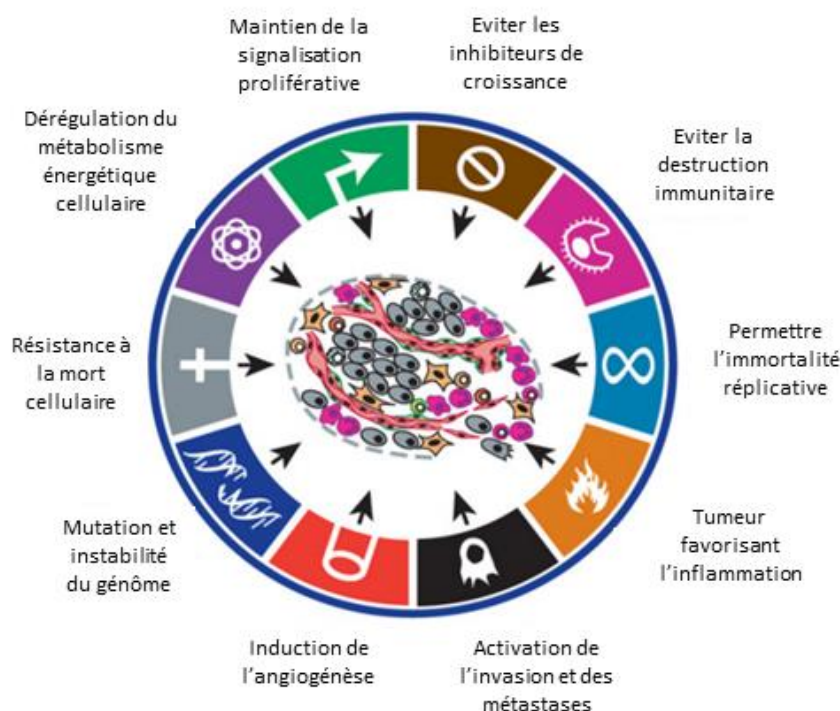 Maintien de la
signalisation
proliférative
Eviter les
inhibiteurs de
croissance
Dérégulation du
métabolisme
énergétique
cellulaire
Eviter la
destruction
immunitaire
Résistance à
la mort
cellulaire
Permettre
l’immortalité
réplicative
Mutation et
instabilité
du génôme
Tumeur
favorisant
l’inflammation
Induction de
l’angiogénèse
Activation de
l’invasion et des
métastases